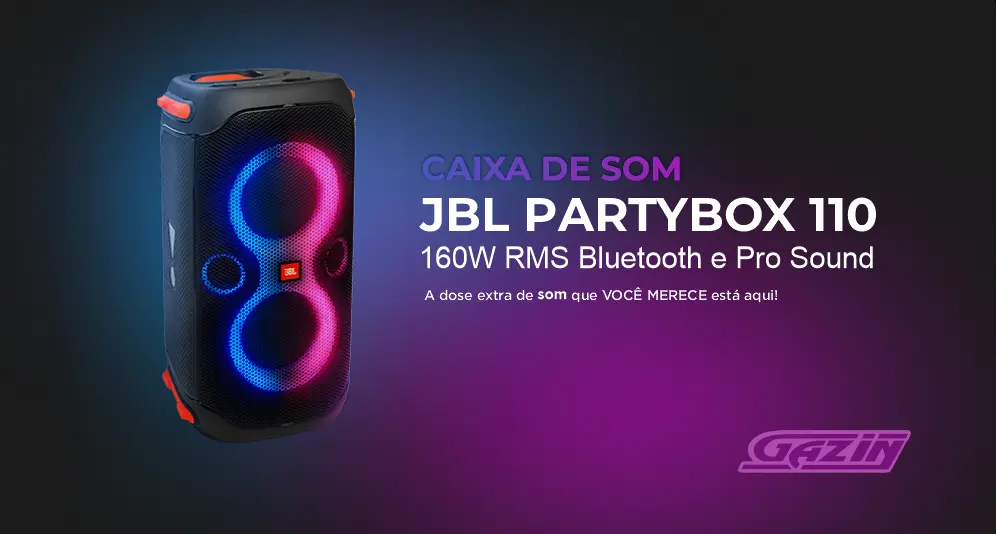 CAIXA DE SOM
JBL PARTYBOX 110
160W RMS Bluetooth e Pro Sound
A dose extra de som que VOCÊ MERECE está aqui!
JBL
GAZIN